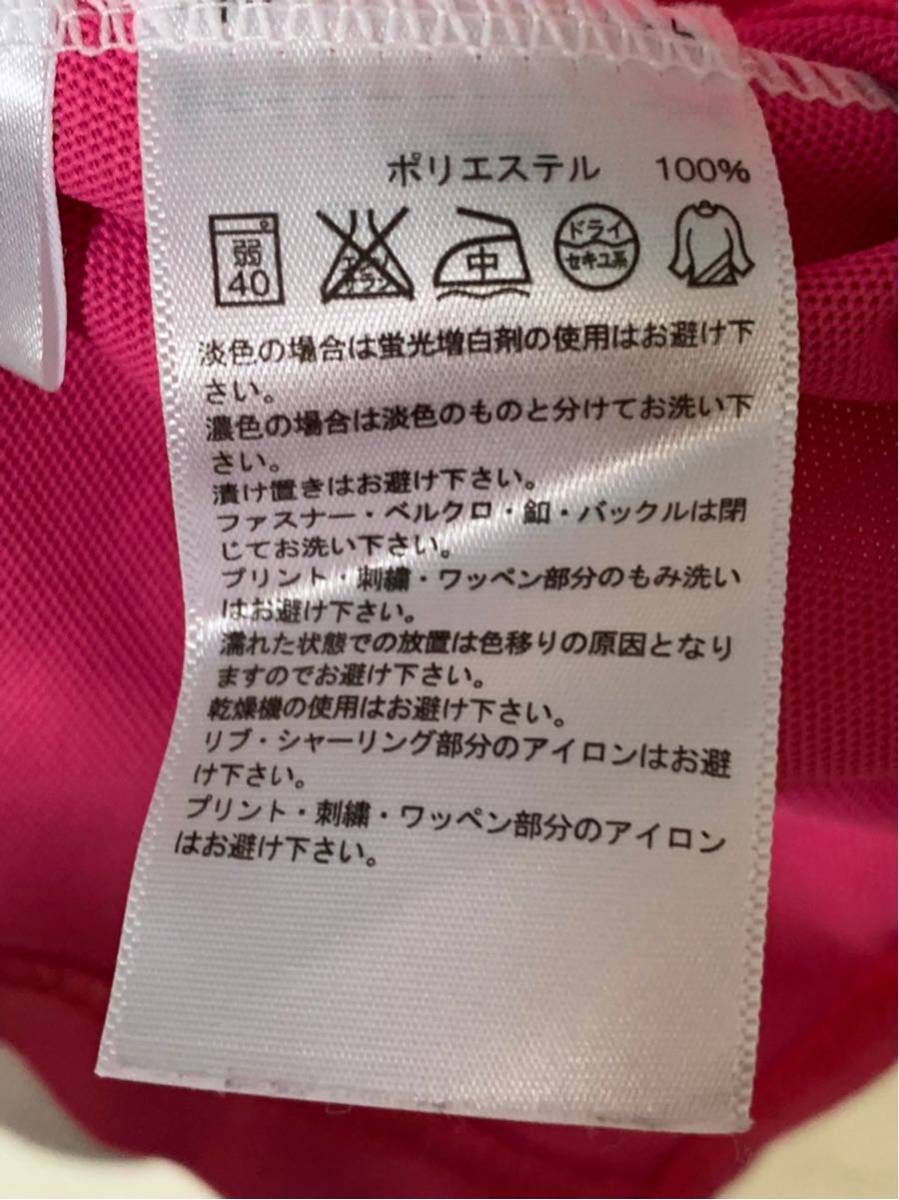 ポリエステル 100%
弱 40 エンソ サラシ 中 ドライ セキユ系
淡色の場合は蛍光増白剤の使用はお避け下
さい。
濃色の場合は淡色のものと分けてお洗い下
さい。
漬け置きはお避け下さい。
ファスナー・ベルクロ・釦・バックルは閉
じてお洗い下さい。
プリント・刺繍・ワッペン部分のもみ洗い
はお避け下さい。
濡れた状態での放置は色移りの原因となり
ますのでお避け下さい。
乾燥機の使用はお避け下さい。
リブ・シャーリング部分のアイロンはお避
け下さい。
プリント・刺繍・ワッペン部分のアイロン
はお避け下さい。